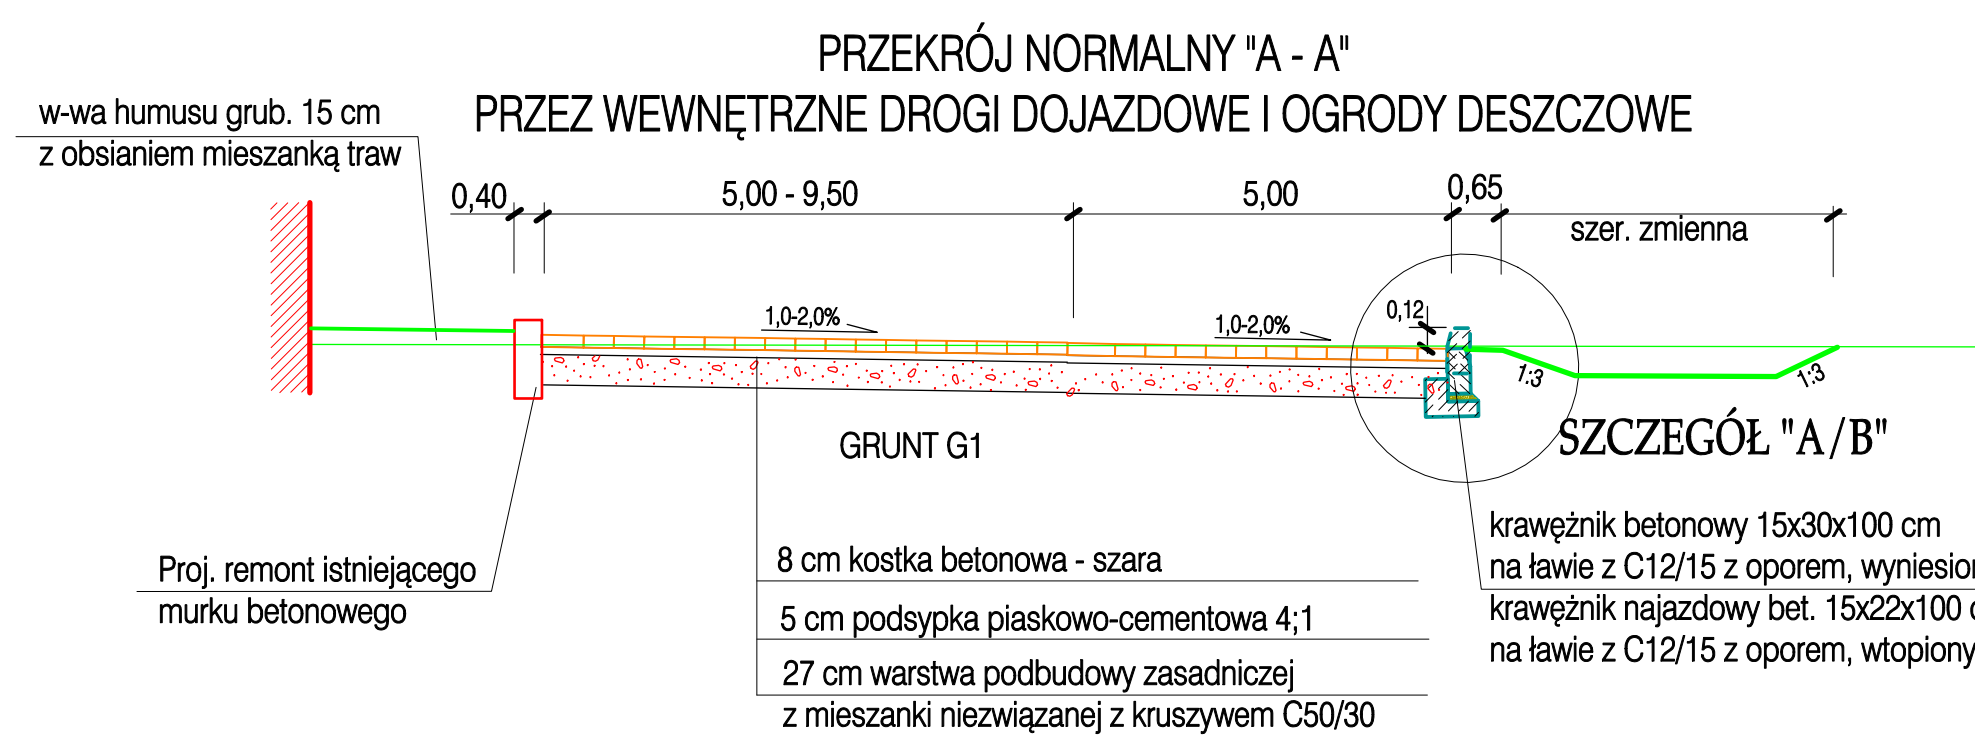 PRZEKRÓJ NORMALNY "A - A"
PRZEZ WEWNĘTRZNE DROGI DOJAZDOWE I OGRODY DESZCZOWE
w-wa humusu grub. 15 cm
z obsianiem mieszanką traw
0,40
5,00 - 9,50
5,00
0,65
szer. zmienna
1,0-2,0%
1,0-2,0%
0,12
1:3
1:3
GRUNT G1
SZCZEGÓŁ "A/B"
Proj. remont istniejącego
murku betonowego
8 cm kostka betonowa - szara
5 cm podsypka piaskowo-cementowa 4;1
27 cm warstwa podbudowy zasadniczej
z mieszanki niezwiązanej z kruszywem C50/30
krawężnik betonowy 15x30x100 cm
na ławie z C12/15 z oporem,
krawężnik najazdowy bet. 15x22x100
na ławie z C12/15 z oporem, wtopiony